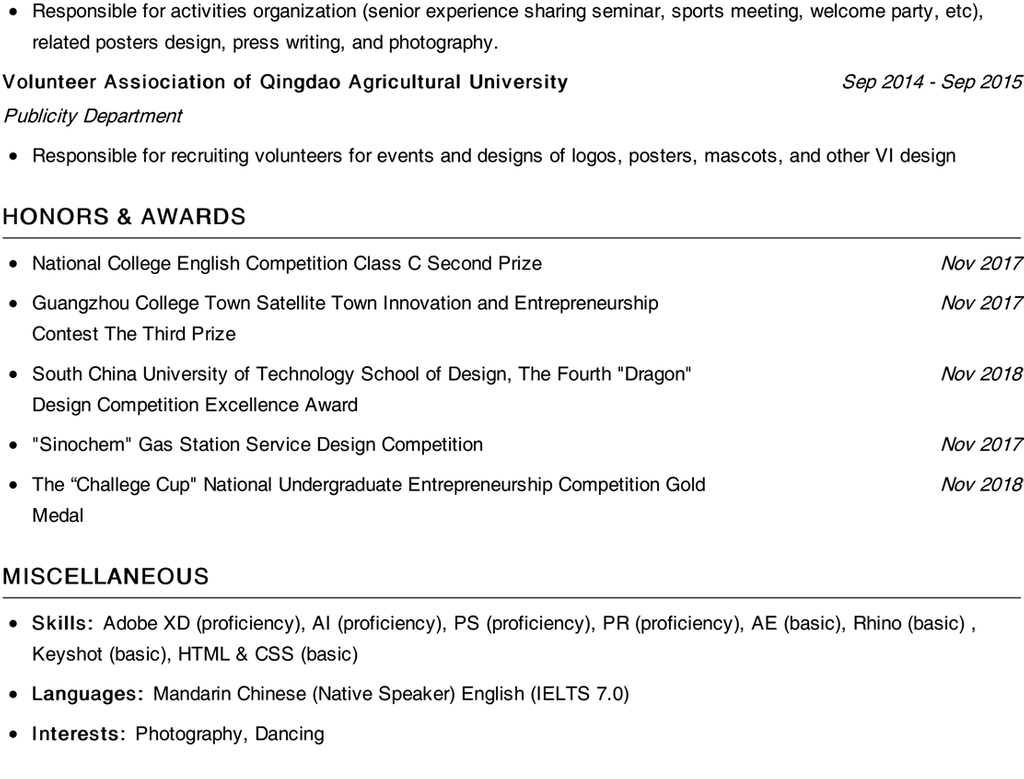 • Responsible for activities organization (senior experience sharing seminar, sports meeting, welcome party, etc),
related posters design, press writing, and photography.
Volunteer Assiociation of Qingdao Agricultural University Sep 2014 - Sep 2015
Publicity Department
• Responsible for recruiting volunteers for events and designs of logos, posters, mascots, and other VI design
HONORS & AWARDS
• National College English Competition Class C Second Prize Nov 2017
• Guangzhou College Town Satellite Town Innovation and Entrepreneurship Nov 2017
Contest The Third Prize
• South China University of Technology School of Design, The Fourth "Dragon" Nov 2018
Design Competition Excellence Award
• "Sinochem" Gas Station Service Design Competition Nov 2017
• The “Challege Cup" National Undergraduate Entrepreneurship Competition Gold Nov 2018
Medal
MISCELLANEOUS
• Skills: Adobe XD (proficiency), AI (proficiency), PS (proficiency), PR (proficiency), AE (basic), Rhino (basic) ,
Keyshot (basic), HTML & CSS (basic)
• Languages: Mandarin Chinese (Native Speaker) English (IELTS 7.0)
• Interests: Photography, Dancing